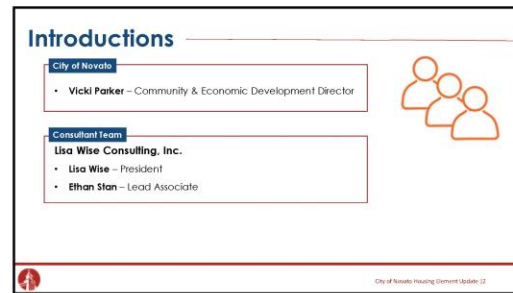 Introductions
City of Novato
• Vicki Parker – Community & Economic Development Director
Consultant Team
Lisa Wise Consulting, Inc.
• Lisa Wise – President
• Ethan Stan – Lead Associate
City of Novato Housing Element Update |2